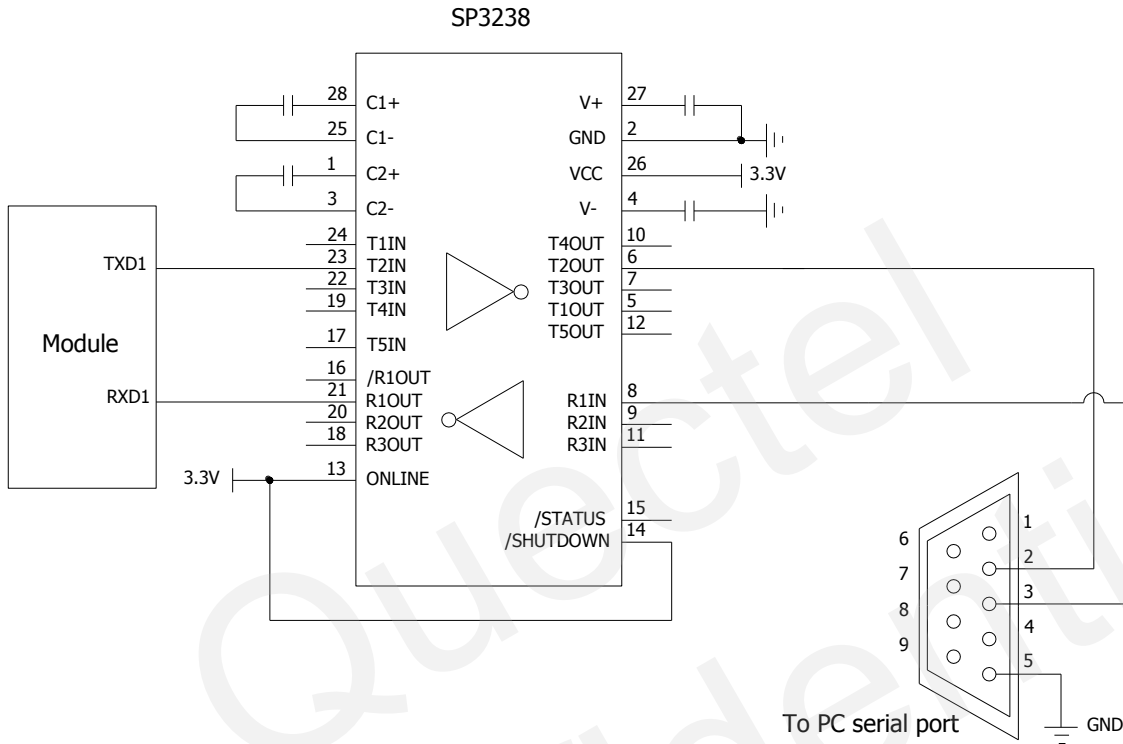 SP3238
28 C1+
25 C1-
1 C2+
3 C2-
24 T1IN
23 T2IN
22 T3IN
19 T4IN
17 T5IN
16 /R1OUT
21 R1OUT
20 R2OUT
18 R3OUT
3.3V 13 ONLINE
V+ 27
GND 2
VCC 26 3.3V
V- 4
T4OUT 10
T2OUT 6
T3OUT 7
T1OUT 5
T5OUT 12
R1IN 8
R2IN 9
R3IN 11
/STATUS 15
/SHUTDOWN 14
TXD1
Module
RXD1
6 1
7 2
8 3
9 4
5
To PC serial port
GND
Quectel